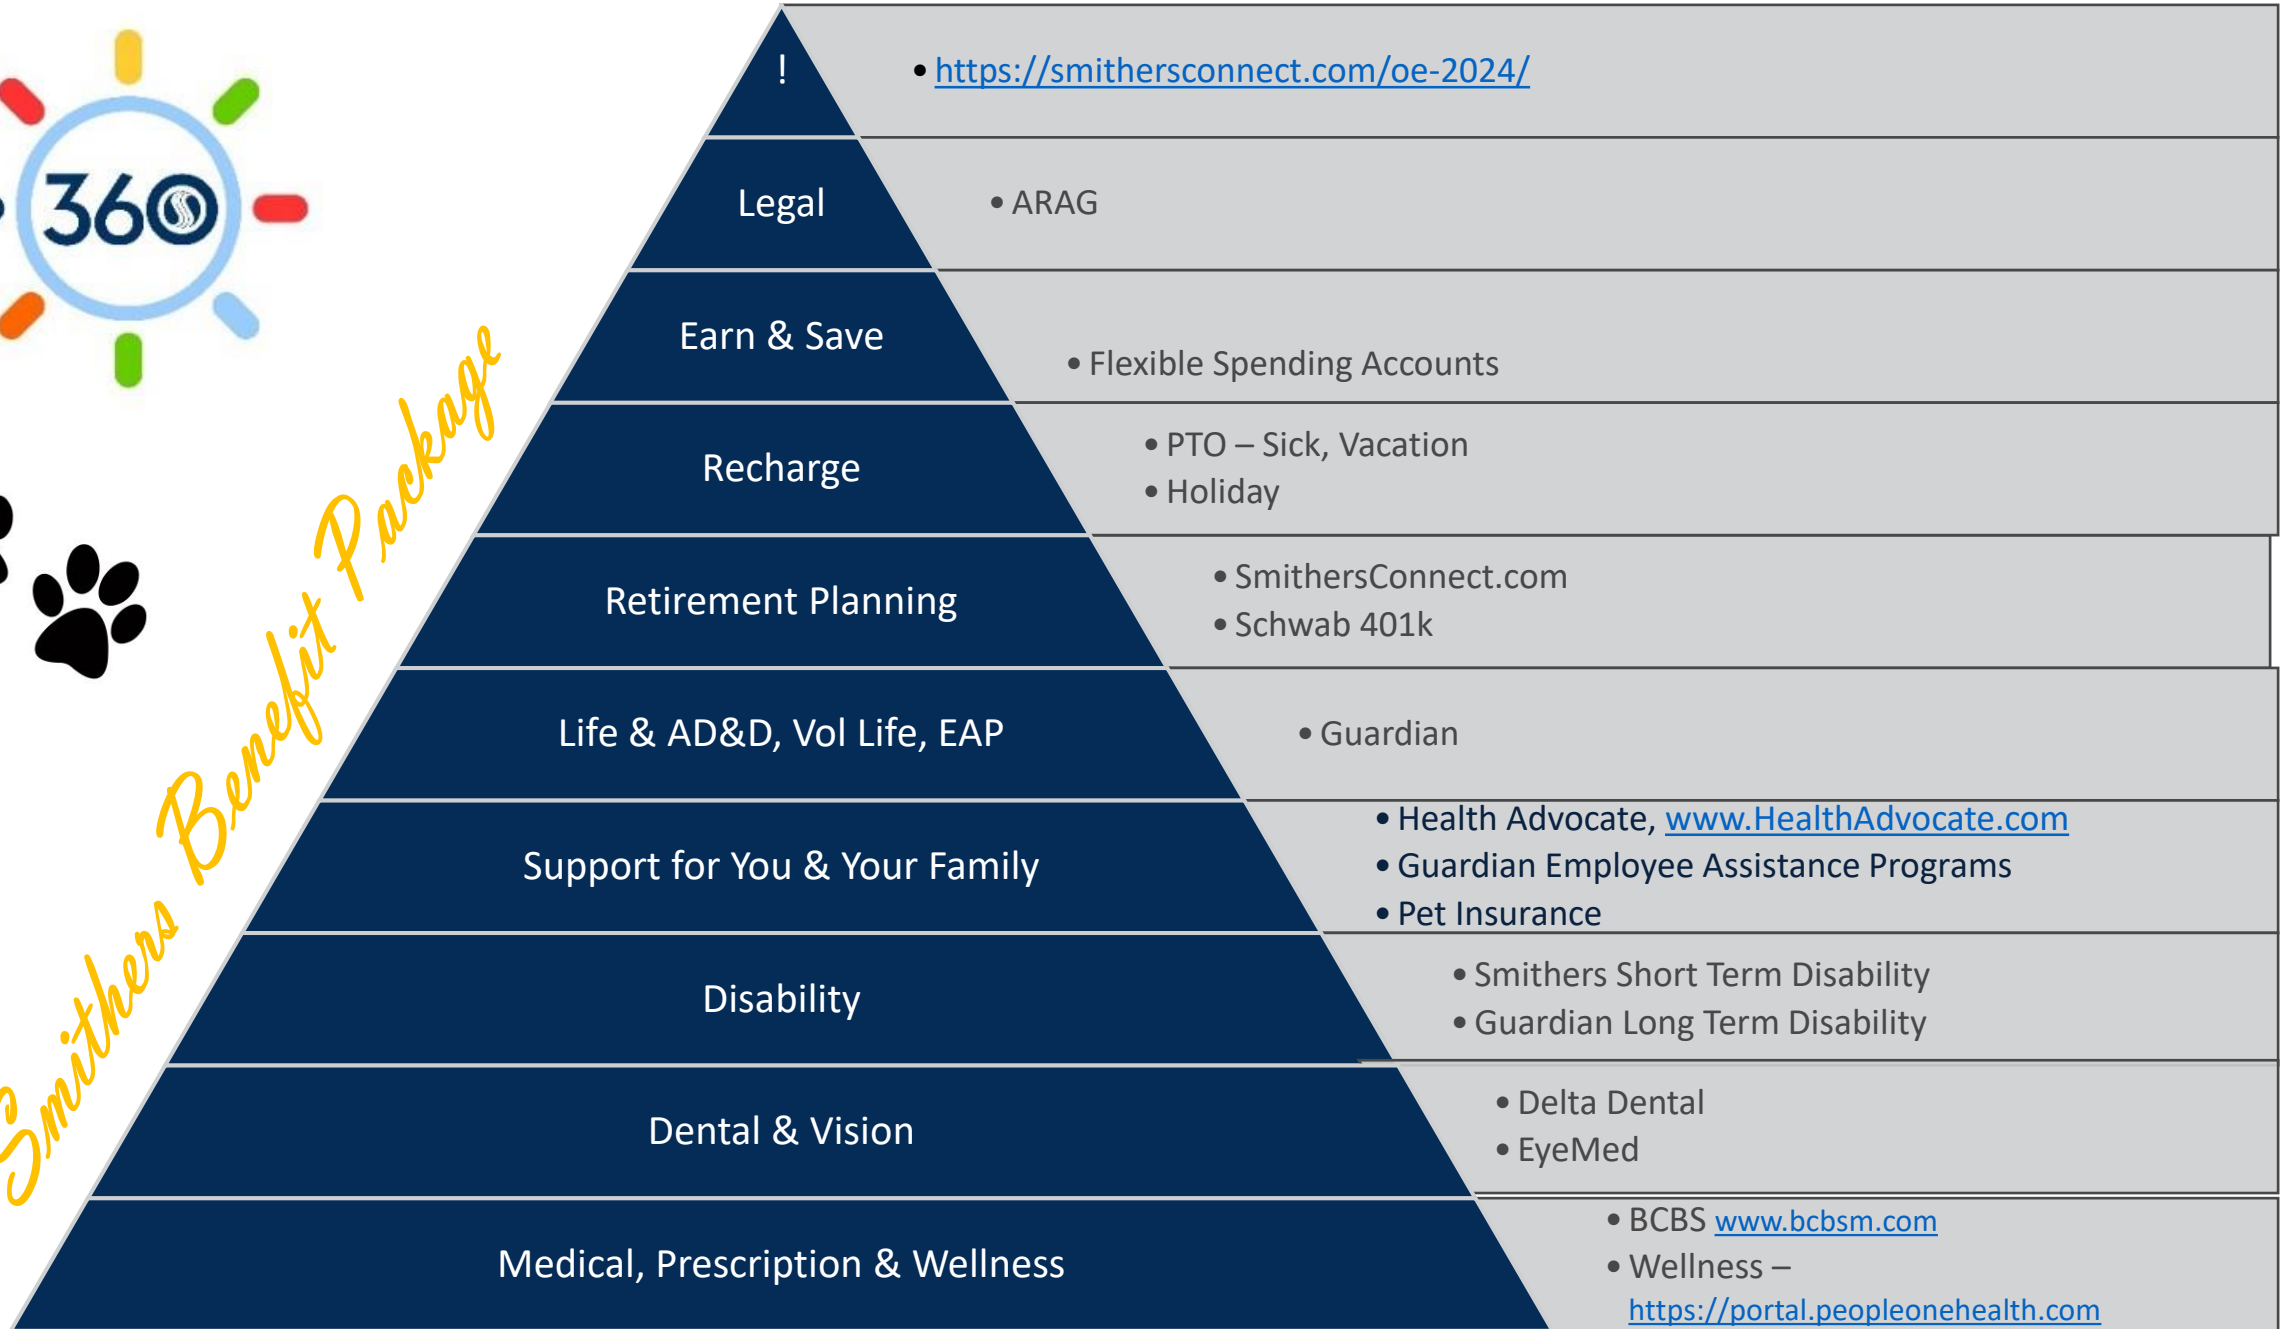 360
Smithers Benefit Package
!
• https://smithersconnect.com/oe-2024/
Legal
• ARAG
Earn & Save
• Flexible Spending Accounts
Recharge
• PTO – Sick, Vacation
• Holiday
Retirement Planning
• SmithersConnect.com
• Schwab 401k
Life & AD&D, Vol Life, EAP
• Guardian
Support for You & Your Family
• Health Advocate, www.HealthAdvocate.com
• Guardian Employee Assistance Programs
• Pet Insurance
Disability
• Smithers Short Term Disability
• Guardian Long Term Disability
Dental & Vision
• Delta Dental
• EyeMed
Medical, Prescription & Wellness
• BCBS www.bcbsm.com
• Wellness –
https://portal.peopleonehealth.com